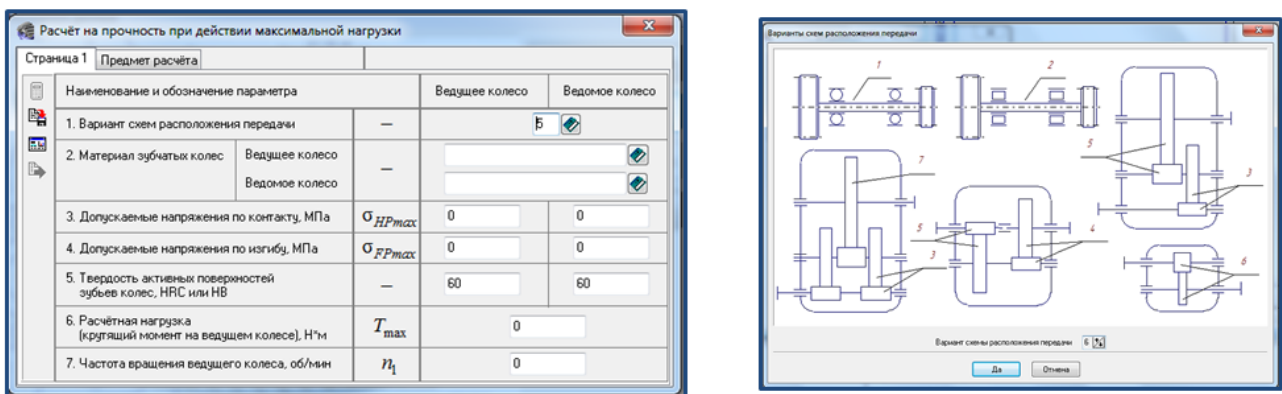 Расчёт на прочность при действии максимальной нагрузки
Страница 1 Предмет расчёта
Наименование и обозначение параметра Ведущее колесо Ведомое колесо
1. Вариант схем расположения передачи — 5
2. Материал зубчатых колес Ведущее колесо —
Ведомое колесо
3. Допускаемые напряжения по контакту, МПа σHPmax 0 0
4. Допускаемые напряжения по изгибу, МПа σFPmax 0 0
5. Твердость активных поверхностей
зубьев колес, HRC или HB — 60 60
6. Расчётная нагрузка
(крутящий момент на ведущем колесе), Н*м Tmax 0
7. Частота вращения ведущего колеса, об/мин n1 0
Варианты схем расположения передачи
1 2
5
7 3
5 4
3 6
Вариант схемы расположения передачи 6
Да Отмена